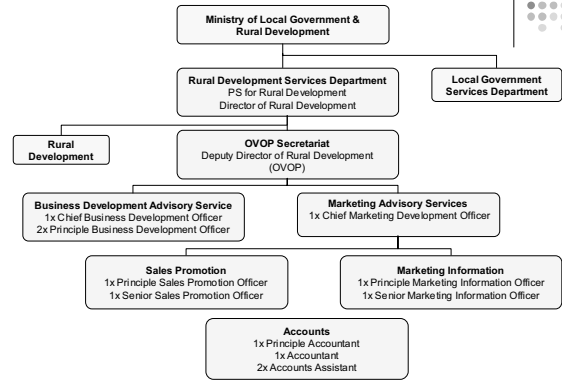 Ministry of Local Government &
Rural Development
Rural Development Services Department
PS for Rural Development
Director of Rural Development
Local Government
Services Department
Rural
Development
OVOP Secretariat
Deputy Director of Rural Development
(OVOP)
Business Development Advisory Service
1x Chief Business Development Officer
2x Principle Business Development Officer
Marketing Advisory Services
1x Chief Marketing Development Officer
Sales Promotion
1x Principle Sales Promotion Officer
1x Senior Sales Promotion Officer
Marketing Information
1x Principle Marketing Information Officer
1x Senior Marketing Information Officer
Accounts
1x Principle Accountant
1x Accountant
2x Accounts Assistant